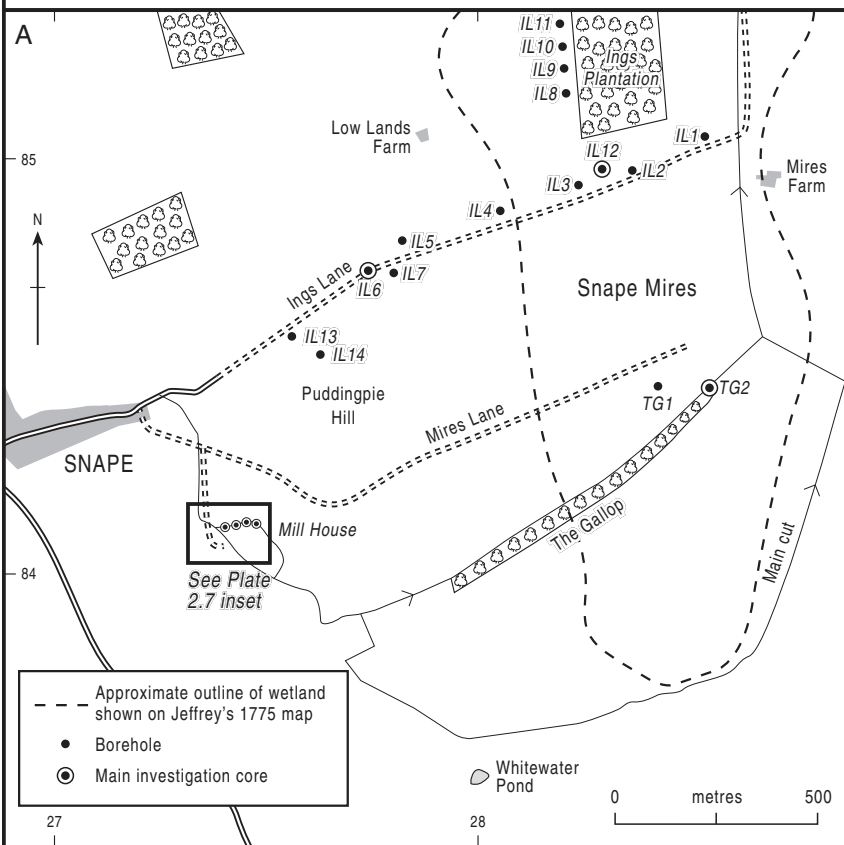 A
IL11
IL10
IL9
IL8
Ings
Plantation
Low Lands
Farm
IL1
85
IL12
IL2
IL3
Mires
Farm
N
IL4
IL5
Ings Lane
IL7
IL6
Snape Mires
IL13
IL14
Puddingpie
Hill
TG1
TG2
Mires Lane
SNAPE
The Gallop
Mill House
Main cut
84
See Plate
2.7 inset
Approximate outline of wetland
shown on Jeffrey's 1775 map
Borehole
Main investigation core
Whitewater
Pond
0 metres 500
27
28